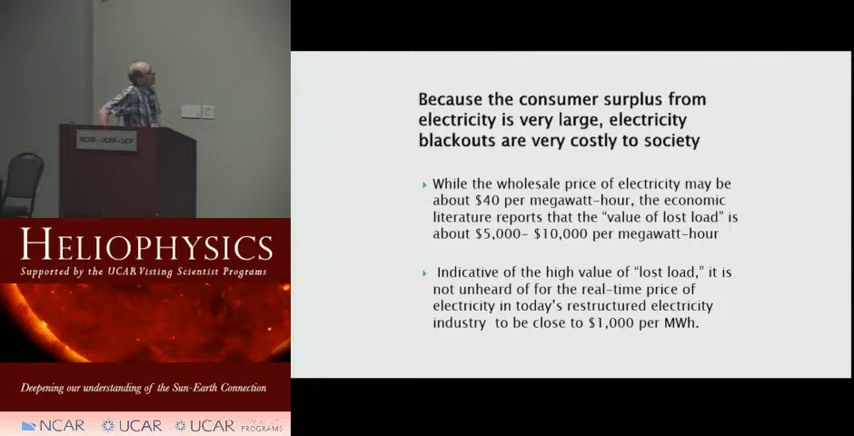 NCAR-UCAR-UCP
HELIOPHYSICS
Supported by the UCAR Visting Scientist Programs
Deepening our understanding of the Sun-Earth Connection
NCAR UCAR UCAR PROGRAMS
Because the consumer surplus from
electricity is very large, electricity
blackouts are very costly to society
While the wholesale price of electricity may be
about $40 per megawatt-hour, the economic
literature reports that the “value of lost load” is
about $5,000- $10,000 per megawatt-hour
Indicative of the high value of “lost load,” it is
not unheard of for the real-time price of
electricity in today’s restructured electricity
industry to be close to $1,000 per MWh.